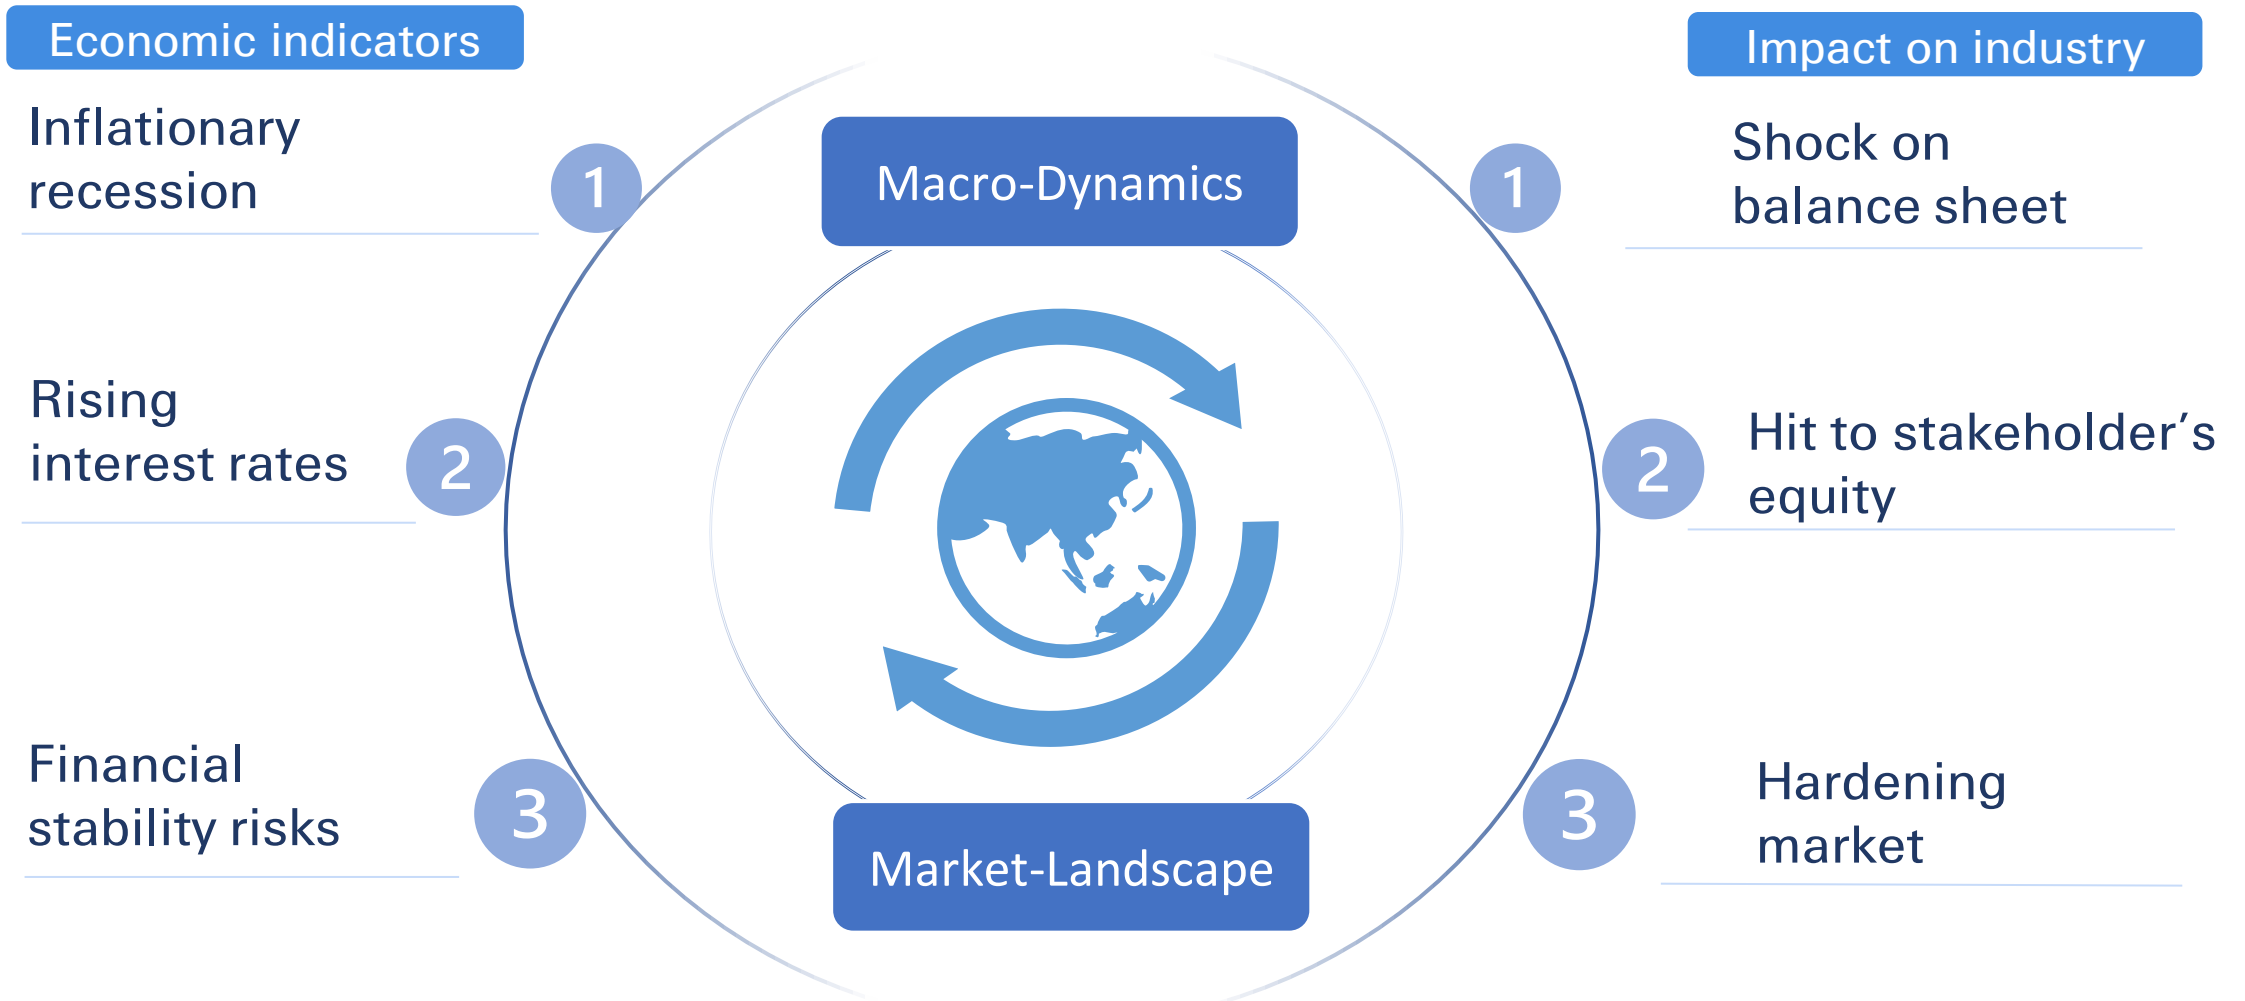 Economic indicators
Inflationary
recession
1
Rising
interest rates
2
Financial
stability risks
3
Macro-Dynamics
Market-Landscape
Impact on industry
1
Shock on
balance sheet
2
Hit to stakeholder’s
equity
3
Hardening
market